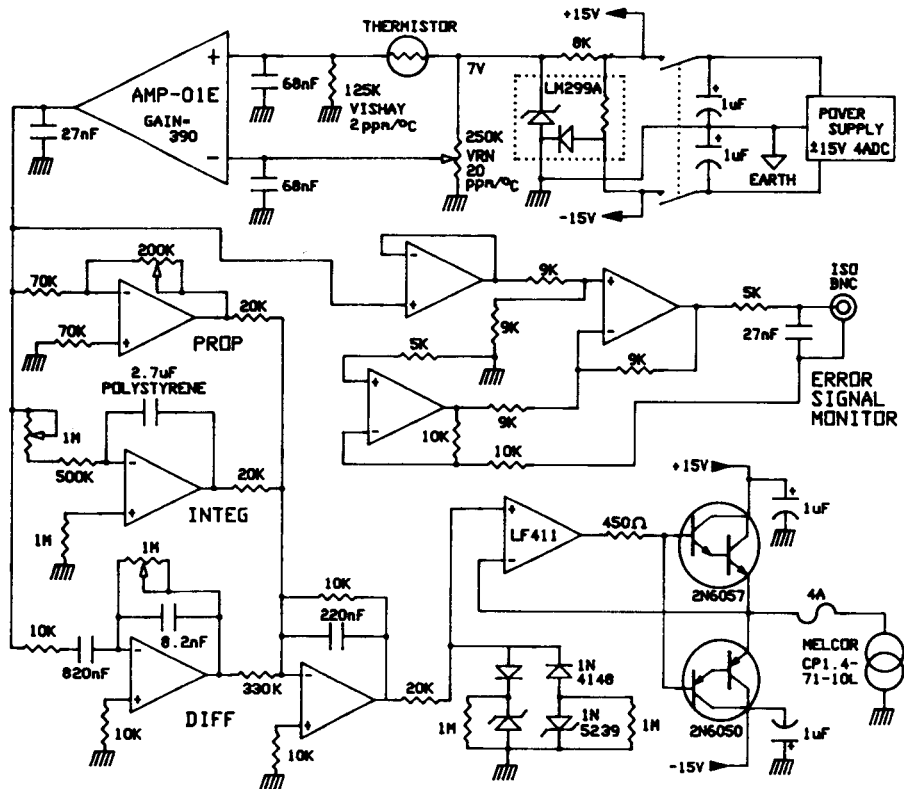 THERMISTOR
+15V
8K
7V
LM299A
AMP-01E
GAIN=
390
+
-
68nF
125K
VISHAY
2ppm/°C
27nF
68nF
250K
VRN
20
ppm/°C
1uF
1uF
+
+
POWER
SUPPLY
±15V 4ADC
EARTH
-15V
200K
70K
-
+
20K
70K
PROP
2.7uF
POLYSTYRENE
1M
500K
-
+
20K
INTEG
1M
1M
8.2nF
10K
820nF
-
+
330K
DIFF
10K
10K
220nF
-
+
20K
10K
-
+
9K
9K
5K
+
-
9K
10K
10K
+
-
9K
5K
27nF
ISO
BNC
ERROR
SIGNAL
MONITOR
+
-
LF411
450Ω
+15V
+
1uF
2N6057
4A
MELCOR
CP1.4-
71-10L
2N6050
1uF
+
-15V
1N
4148
1N
5239
1M
1M